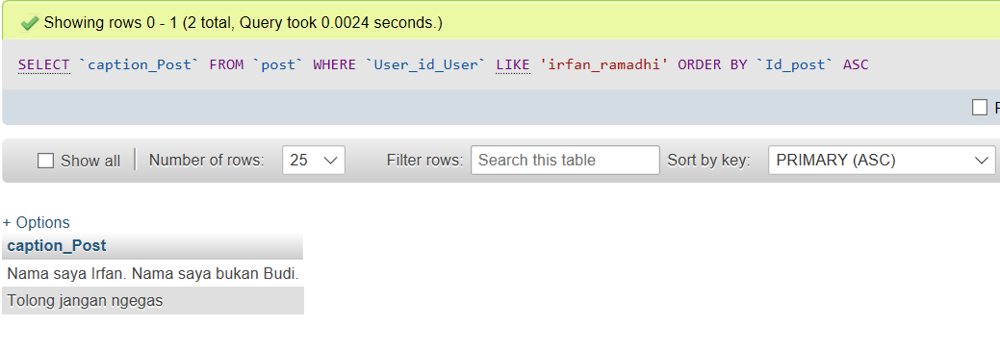 Showing rows 0 - 1 (2 total, Query took 0.0024 seconds.)
SELECT `caption_Post` FROM `post` WHERE `User_id_User` LIKE 'irfan_ramadhi' ORDER BY `Id_post` ASC
Show all Number of rows: 25 Filter rows: Search this table Sort by key: PRIMARY (ASC)
+ Options
caption_Post
Nama saya Irfan. Nama saya bukan Budi.
Tolong jangan ngegas